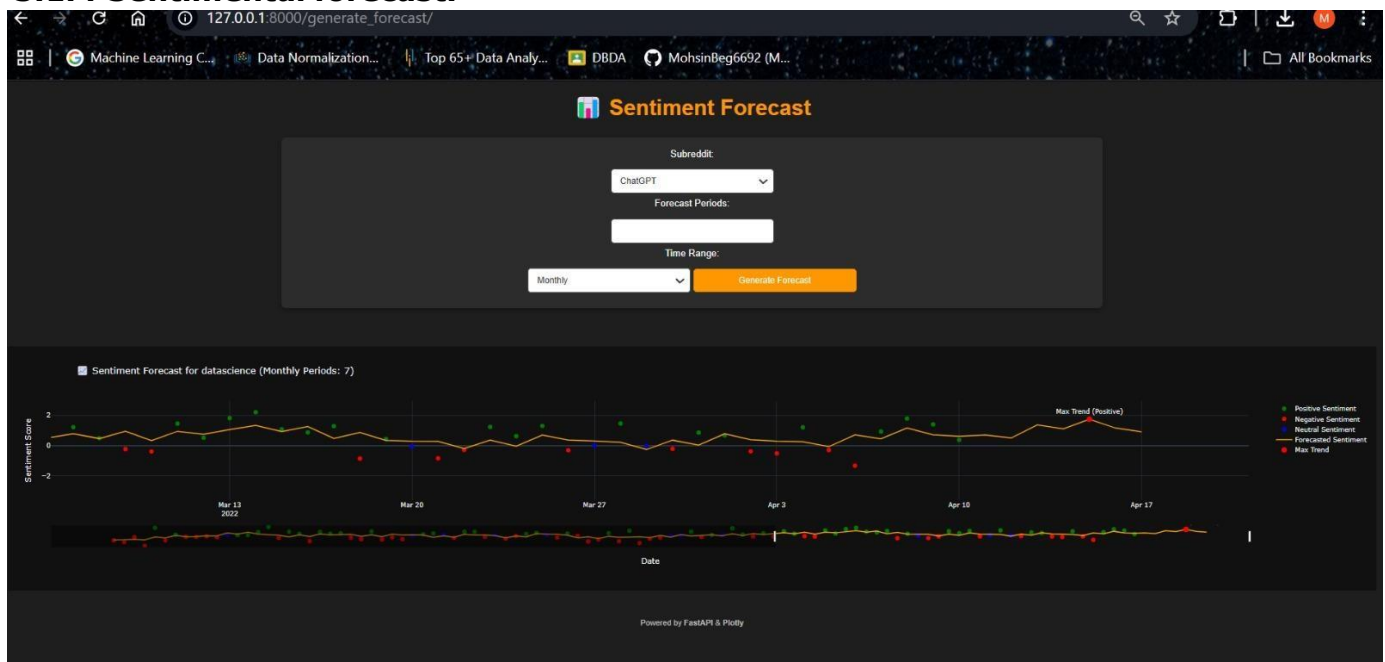 127.0.0.1:8000/generate_forecast/
M
Machine Learning C...
Data Normalization...
Top 65+ Data Analy...
DBDA
MohsinBeg6692 (M...
All Bookmarks
Sentiment Forecast
Subreddit:
ChatGPT
Forecast Periods:
Time Range:
Monthly
Generate Forecast
Sentiment Forecast for datascience (Monthly Periods: 7)
Max Trend (Positive)
Positive Sentiment
Negative Sentiment
Neutral Sentiment
Forecasted Sentiment
Max Trend
Sentiment Score
2
0
−2
Mar 13
2022
Mar 20
Mar 27
Apr 3
Apr 10
Apr 17
Date
Powered by FastAPI & Plotly